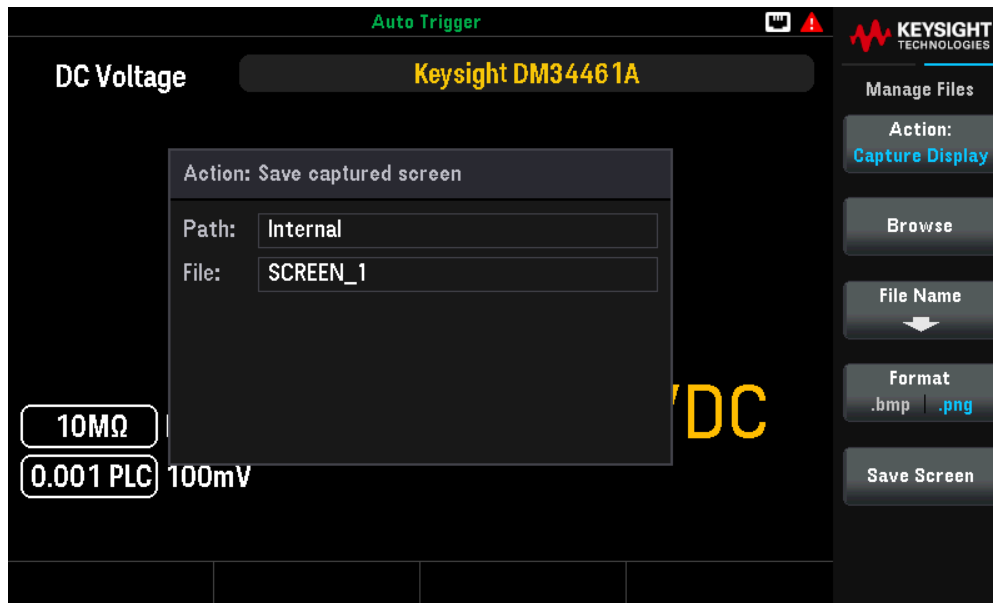 Auto Trigger
KEYSIGHT
TECHNOLOGIES
DC Voltage
Keysight DM34461A
Manage Files
Action:
Capture Display
Action: Save captured screen
Path: Internal
File: SCREEN_1
Browse
File Name
Format
.bmp .png
VDC
10MΩ
0.001 PLC 100mV
Save Screen